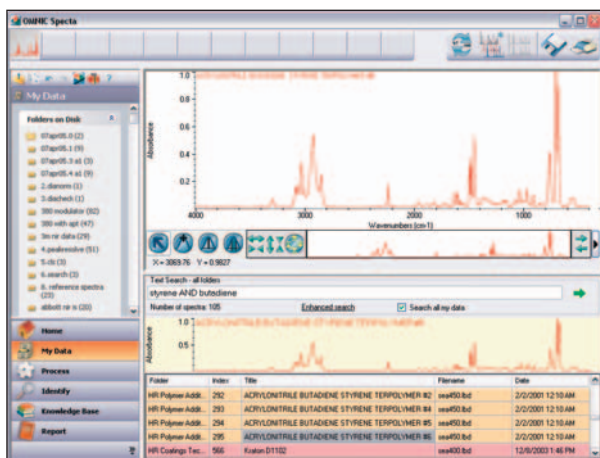 OMNIC Specta
My Data
Folders on Disk
07apr05.0 (2)
07apr05.1 (9)
07apr05.3 a1 (3)
07apr05.4 a1 (9)
2.diamonn (1)
3.diacheck (1)
380 modulator (82)
380 with apt (47)
3m nir data (29)
4.peakresolve (51)
5.cls (3)
6.search (3)
8. reference spectra
(23)
abbott nir is (20)
Home
My Data
Process
Identify
Knowledge Base
Report
1.0
0.8
0.6
0.4
0.2
Absorbance
4000 3000 2000 1000
Wavenumbers (cm-1)
X = 3069.76 Y = 0.9827
Text Search - all folders
styrene AND butadiene
Number of spectra: 105 Enhanced search Search all my data
1.0
0.5
Absorbance
Folder Index Title Filename Date
HR Polymer Addit... 292 ACRYLONITRILE BUTADIENE STYRENE TERPOLYMER #2 sea450.lbd 2/2/2001 12:10 AM
HR Polymer Addit... 293 ACRYLONITRILE BUTADIENE STYRENE TERPOLYMER #4 sea450.lbd 2/2/2001 12:10 AM
HR Polymer Addit... 294 ACRYLONITRILE BUTADIENE STYRENE TERPOLYMER #5 sea450.lbd 2/2/2001 12:10 AM
HR Polymer Addit... 295 ACRYLONITRILE BUTADIENE STYRENE TERPOLYMER #6 sea450.lbd 2/2/2001 12:10 AM
HR Coatings Tec... 566 Kraton D1102 sea400.lbd 12/8/2003 1:46 PM